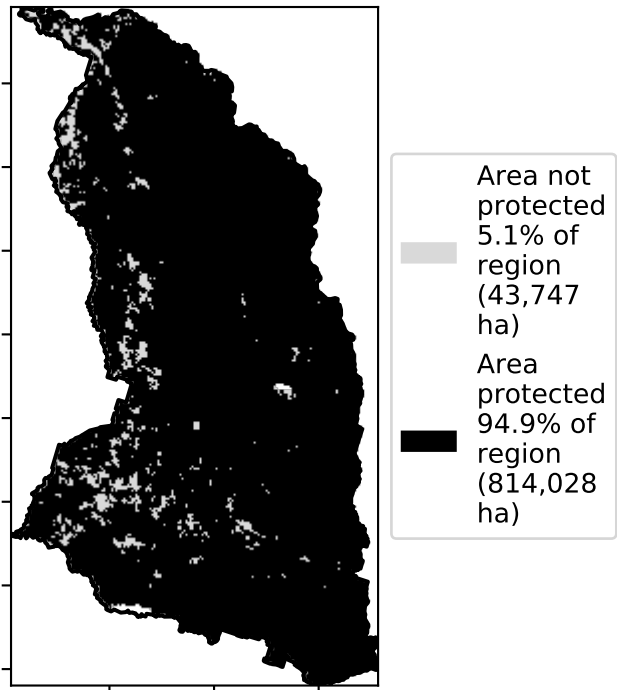 Area not
protected
5.1% of
region
(43,747
ha)
Area
protected
94.9% of
region
(814,028
ha)